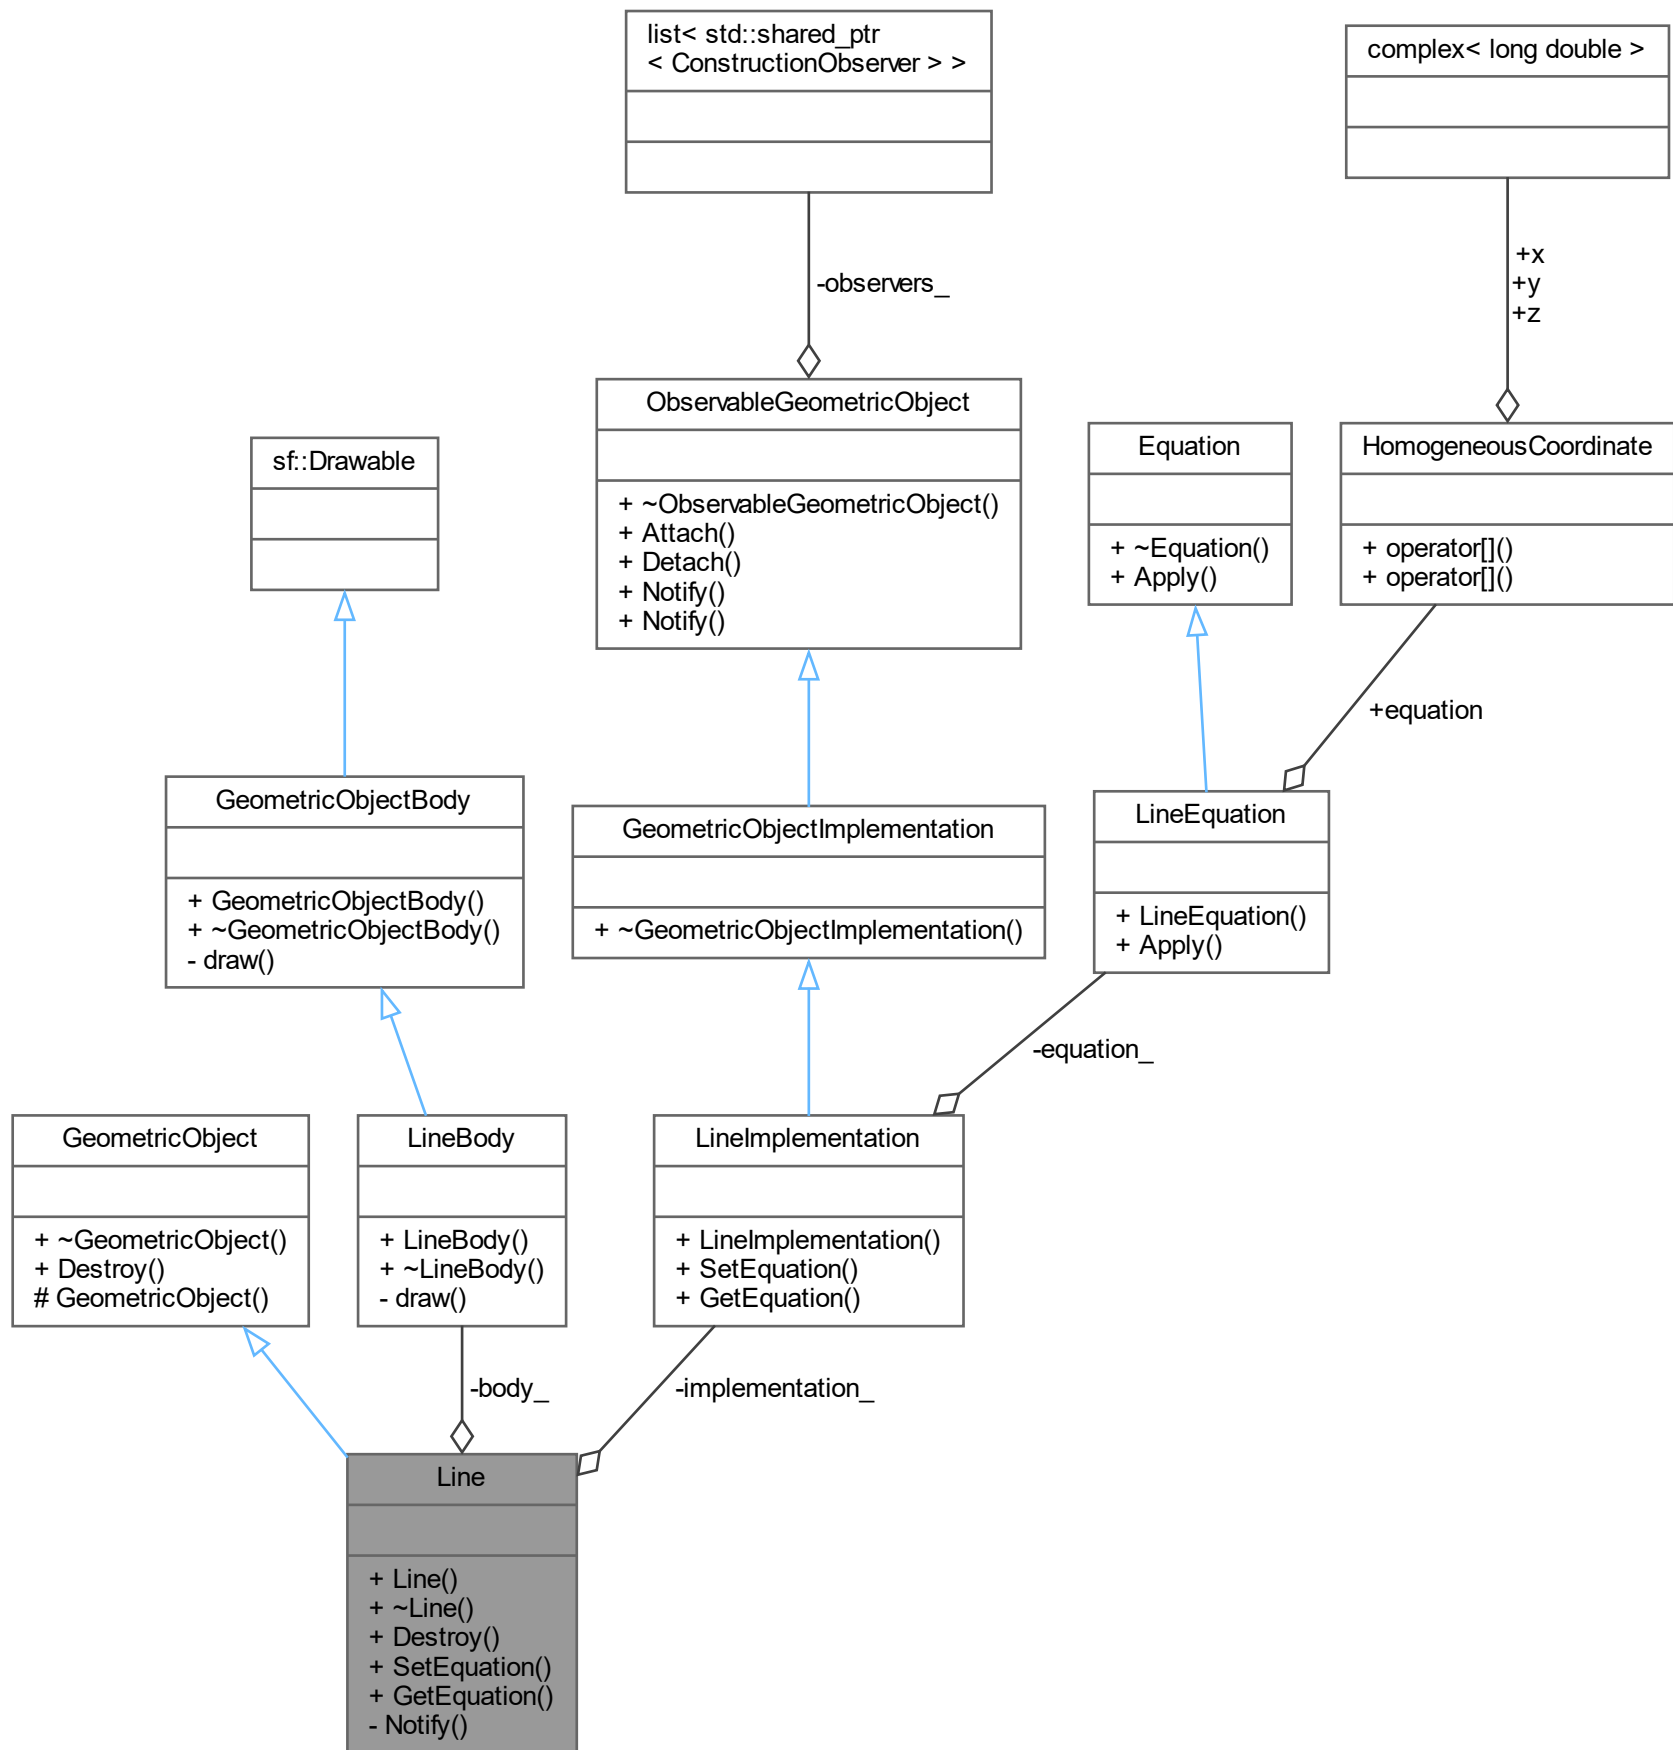 list< std::shared_ptr
< ConstructionObserver > >
complex< long double >
-observers_
+x
+y
+z
ObservableGeometricObject
+ ~ObservableGeometricObject()
+ Attach()
+ Detach()
+ Notify()
+ Notify()
sf::Drawable
Equation
+ ~Equation()
+ Apply()
HomogeneousCoordinate
+ operator[]()
+ operator[]()
+equation
GeometricObjectBody
+ GeometricObjectBody()
+ ~GeometricObjectBody()
- draw()
GeometricObjectImplementation
+ ~GeometricObjectImplementation()
LineEquation
+ LineEquation()
+ Apply()
-equation_
GeometricObject
+ ~GeometricObject()
+ Destroy()
# GeometricObject()
LineBody
+ LineBody()
+ ~LineBody()
- draw()
LineImplementation
+ LineImplementation()
+ SetEquation()
+ GetEquation()
-body_
-implementation_
Line
+ Line()
+ ~Line()
+ Destroy()
+ SetEquation()
+ GetEquation()
- Notify()